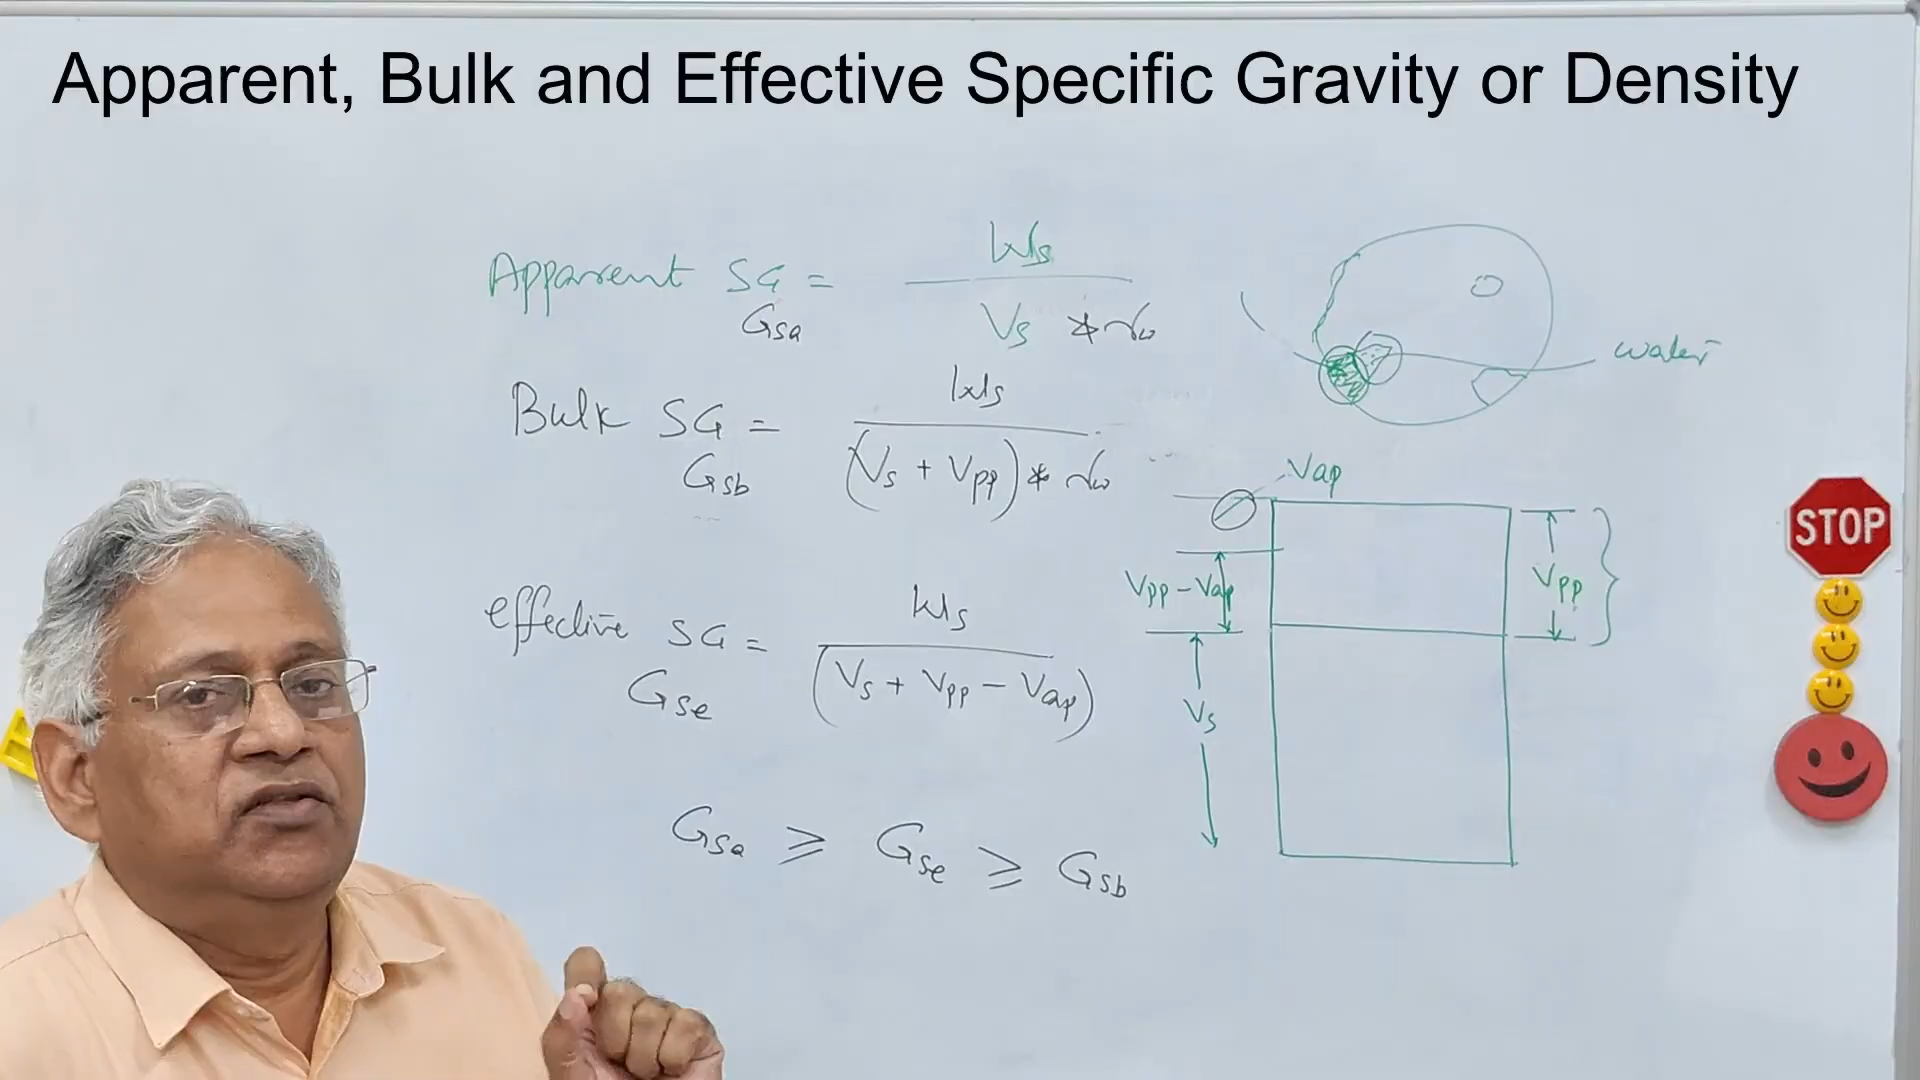 Apparent, Bulk and Effective Specific Gravity or Density
Apparent SG = Ws
Gsa Vs * γw
Bulk SG = Ws
Gsb (Vs + Vpp) * γw
effective SG = Ws
Gse (Vs + Vpp - Vap)
Gsa ≥ Gse ≥ Gsb
water
Vap
Vpp - Vap
Vpp
Vs
STOP